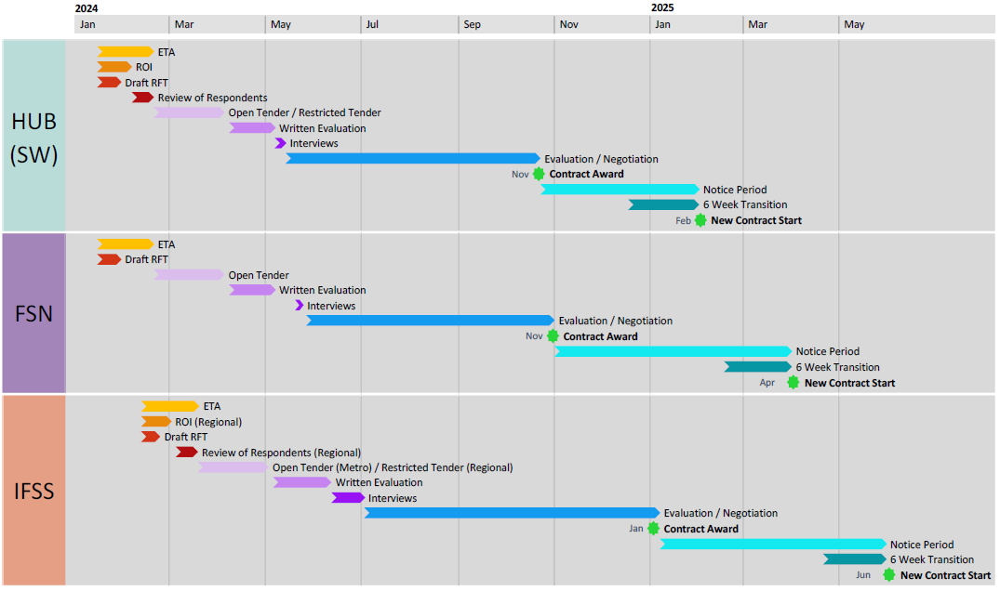 2024 2025
Jan Mar May Jul Sep Nov Jan Mar May
HUB
(SW)
ETA
ROI
Draft RFT
Review of Respondents
Open Tender / Restricted Tender
Written Evaluation
Interviews
Evaluation / Negotiation
Nov Contract Award
Notice Period
6 Week Transition
Feb New Contract Start
FSN
ETA
Draft RFT
Open Tender
Written Evaluation
Interviews
Evaluation / Negotiation
Nov Contract Award
Notice Period
6 Week Transition
Apr New Contract Start
IFSS
ETA
ROI (Regional)
Draft RFT
Review of Respondents (Regional)
Open Tender (Metro) / Restricted Tender (Regional)
Written Evaluation
Interviews
Evaluation / Negotiation
Jan Contract Award
Notice Period
6 Week Transition
Jun New Contract Start